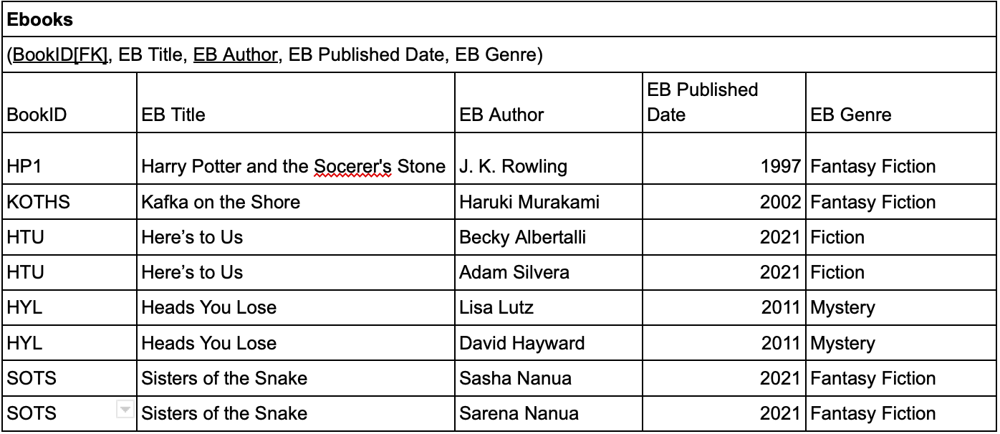 Ebooks
(BookID[FK], EB Title, EB Author, EB Published Date, EB Genre)
BookID EB Title EB Author EB Published Date EB Genre
HP1 Harry Potter and the Socerer's Stone J. K. Rowling 1997 Fantasy Fiction
KOTHS Kafka on the Shore Haruki Murakami 2002 Fantasy Fiction
HTU Here’s to Us Becky Albertalli 2021 Fiction
HTU Here’s to Us Adam Silvera 2021 Fiction
HYL Heads You Lose Lisa Lutz 2011 Mystery
HYL Heads You Lose David Hayward 2011 Mystery
SOTS Sisters of the Snake Sasha Nanua 2021 Fantasy Fiction
SOTS Sisters of the Snake Sarena Nanua 2021 Fantasy Fiction